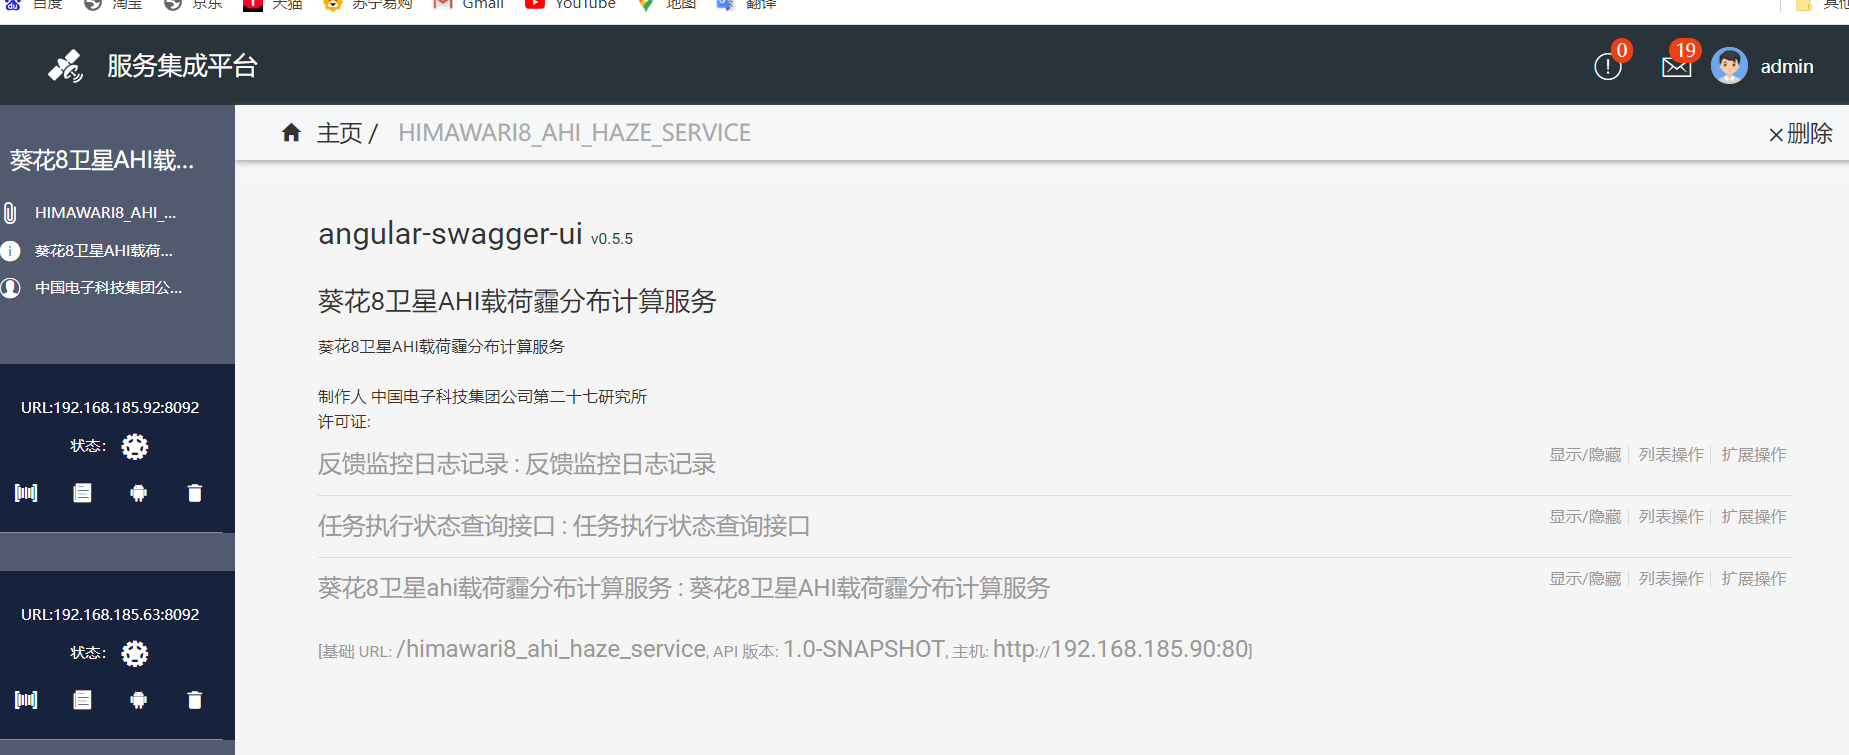 百度 淘宝 京东 天猫 苏宁易购 Gmail YouTube 地图 翻译
服务集成平台
0
19
admin
主页 / HIMAWARI8_AHI_HAZE_SERVICE
×删除
葵花8卫星AHI载...
HIMAWARI8_AHI_...
葵花8卫星AHI载荷...
中国电子科技集团公...
URL:192.168.185.92:8092
状态：
URL:192.168.185.63:8092
状态：
angular-swagger-ui v0.5.5
葵花8卫星AHI载荷霾分布计算服务
葵花8卫星AHI载荷霾分布计算服务
制作人 中国电子科技集团公司第二十七研究所
许可证:
反馈监控日志记录 : 反馈监控日志记录
显示/隐藏 列表操作 扩展操作
任务执行状态查询接口 : 任务执行状态查询接口
显示/隐藏 列表操作 扩展操作
葵花8卫星ahi载荷霾分布计算服务 : 葵花8卫星AHI载荷霾分布计算服务
显示/隐藏 列表操作 扩展操作
[基础 URL: /himawari8_ahi_haze_service, API 版本: 1.0-SNAPSHOT, 主机: http://192.168.185.90:80]